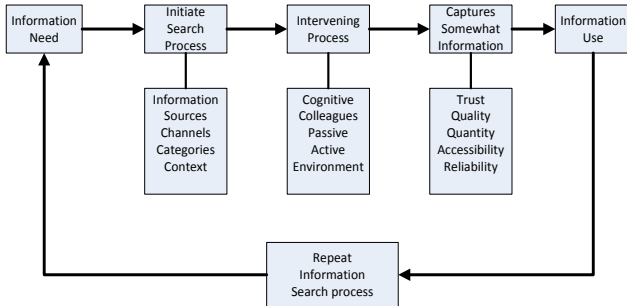 Information
Need
Initiate
Search
Process
Intervening
Process
Captures
Somewhat
Information
Information
Use
Information
Sources
Channels
Categories
Context
Cognitive
Colleagues
Passive
Active
Environment
Trust
Quality
Quantity
Accessibility
Reliability
Repeat
Information
Search process